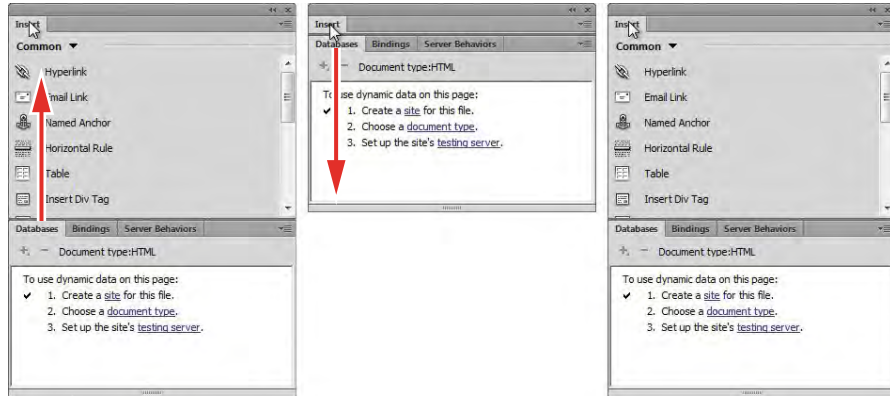 Insert
Common
Hyperlink
Email Link
Named Anchor
Horizontal Rule
Table
Insert Div Tag
Databases Bindings Server Behaviors
Document type:HTML
To use dynamic data on this page:
1. Create a site for this file.
2. Choose a document type.
3. Set up the site's testing server.
Insert
Databases Bindings Server Behaviors
Document type:HTML
To use dynamic data on this page:
1. Create a site for this file.
2. Choose a document type.
3. Set up the site's testing server.
Insert
Common
Hyperlink
Email Link
Named Anchor
Horizontal Rule
Table
Insert Div Tag
Databases Bindings Server Behaviors
Document type:HTML
To use dynamic data on this page:
1. Create a site for this file.
2. Choose a document type.
3. Set up the site's testing server.